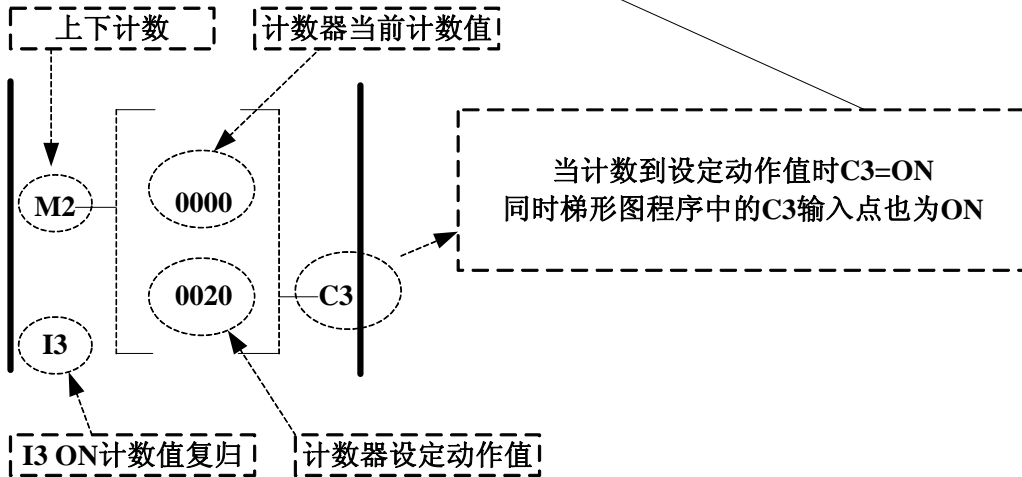 上下计数
计数器当前计数值
M2
0000
当计数到设定动作值时C3=ON
同时梯形图程序中的C3输入点也为ON
0020
C3
I3
I3 ON计数值复归
计数器设定动作值